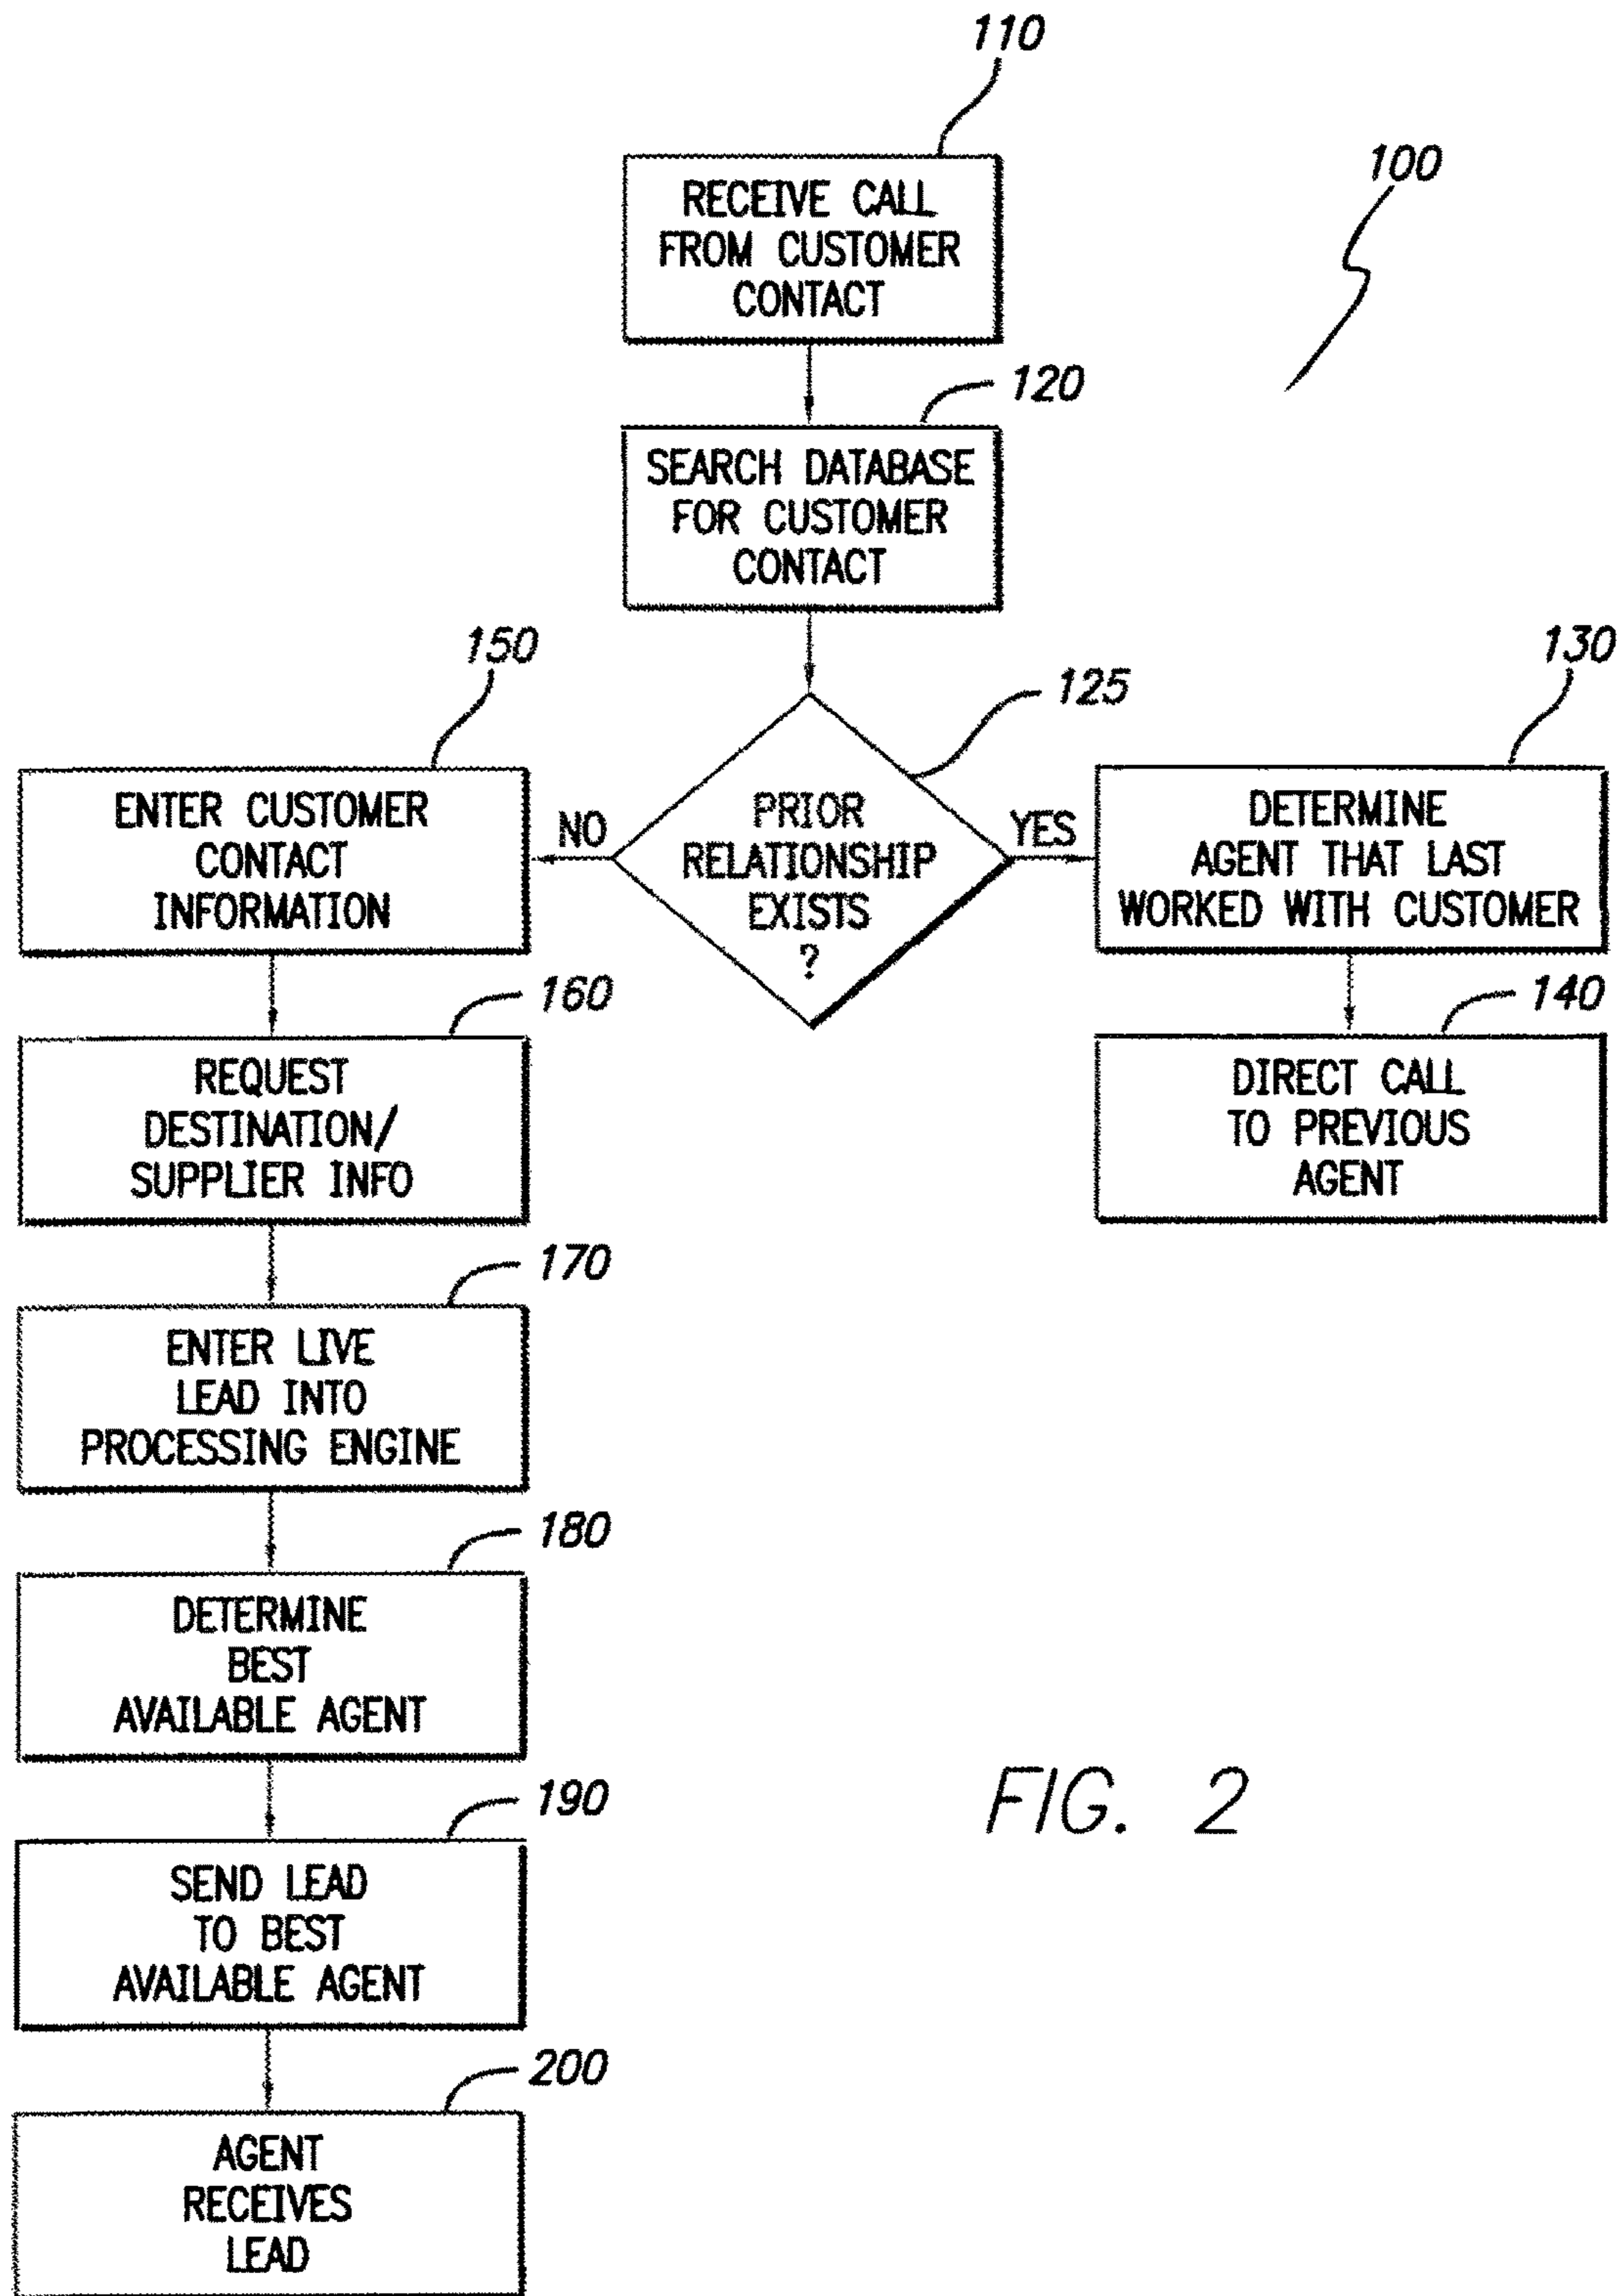 110
100
RECEIVE CALL
FROM CUSTOMER
CONTACT
120
SEARCH DATABASE
FOR CUSTOMER
CONTACT
125
PRIOR
RELATIONSHIP
EXISTS
?
YES
130
DETERMINE
AGENT THAT LAST
WORKED WITH CUSTOMER
140
DIRECT CALL
TO PREVIOUS
AGENT
NO
150
ENTER CUSTOMER
CONTACT
INFORMATION
160
REQUEST
DESTINATION/
SUPPLIER INFO
170
ENTER LIVE
LEAD INTO
PROCESSING ENGINE
180
DETERMINE
BEST
AVAILABLE AGENT
190
SEND LEAD
TO BEST
AVAILABLE AGENT
200
AGENT
RECEIVES
LEAD
FIG. 2